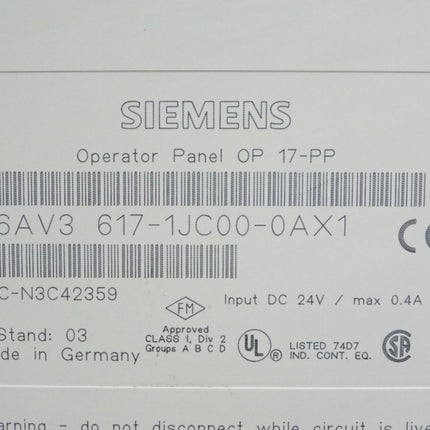 SIEMENS
Operator Panel OP 17-PP
6AV3 617-1JC00-0AX1
C-N3C42359
FM
Input DC 24V / max 0.4A
Stand: 03
Approved
CLASS 1, Div 2
Groups A B C D
de in Germany
UL
LISTED 74D7
IND. CONT. EQ.
SA
arning - do not disconnect while circuit is live